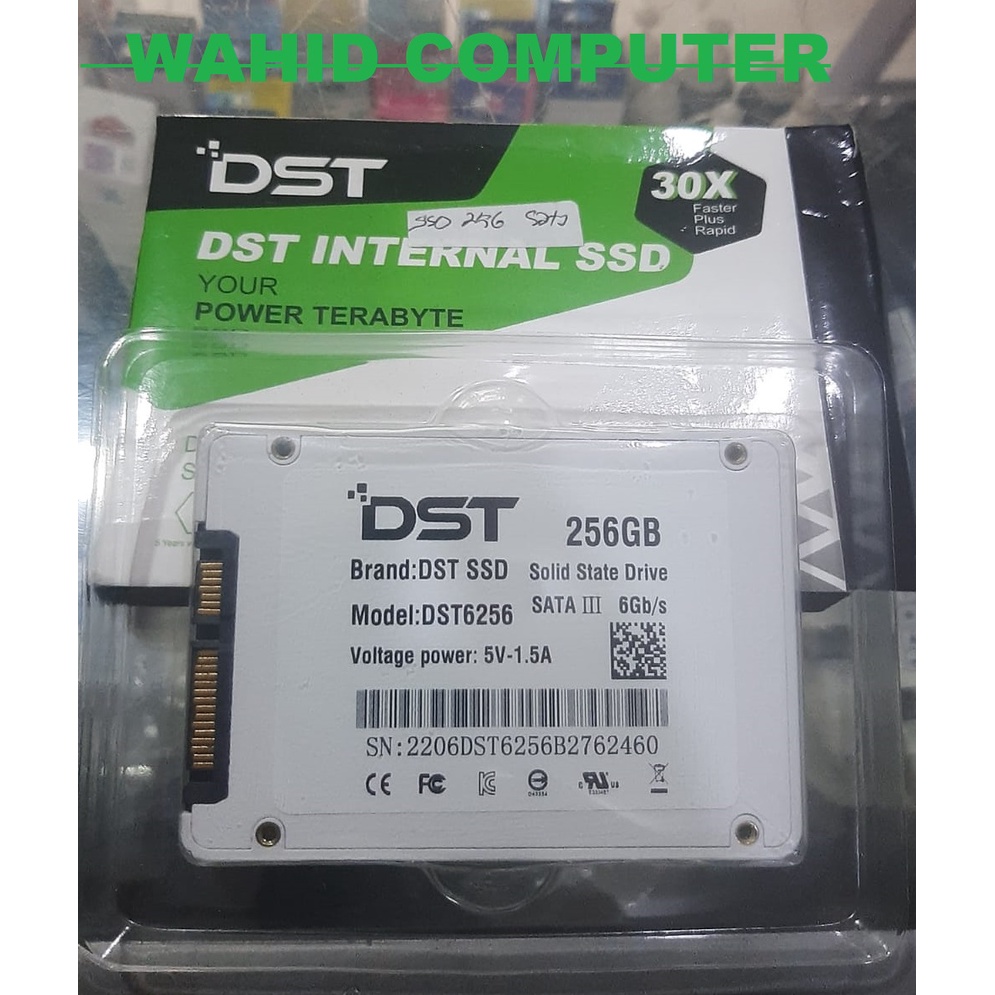 WAHID COMPUTER
DST
30X
Faster
Plus
Rapid
SSD 256 Sata
DST INTERNAL SSD
YOUR
POWER TERABYTE
DST
256GB
Brand:DST SSD
Solid State Drive
Model:DST6256
SATA III 6Gb/s
Voltage power: 5V-1.5A
SN:2206DST6256B2762460
CE FC